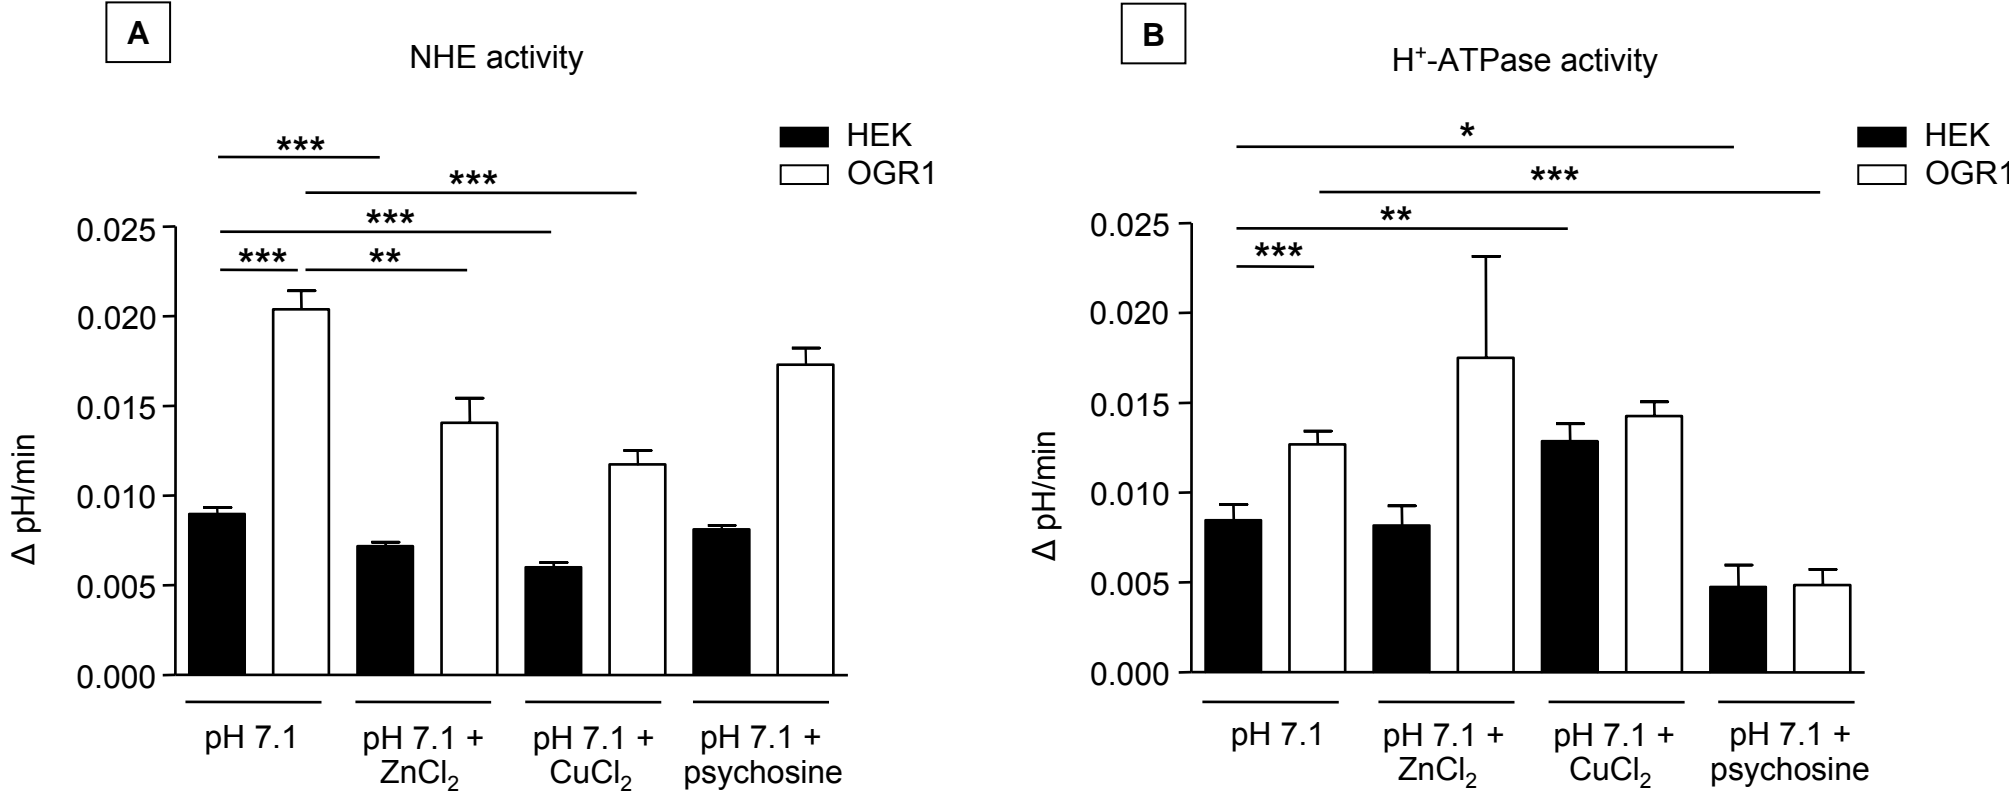 A
NHE activity
HEK
OGR1
***
***
***
*** **
0.025
0.020
0.015
0.010
0.005
0.000
Δ pH/min
pH 7.1
pH 7.1 +
ZnCl₂
pH 7.1 +
CuCl₂
pH 7.1 +
psychosine
B
H⁺-ATPase activity
HEK
OGR1
*
***
**
***
0.025
0.020
0.015
0.010
0.005
0.000
Δ pH/min
pH 7.1
pH 7.1 +
ZnCl₂
pH 7.1 +
CuCl₂
pH 7.1 +
psychosine